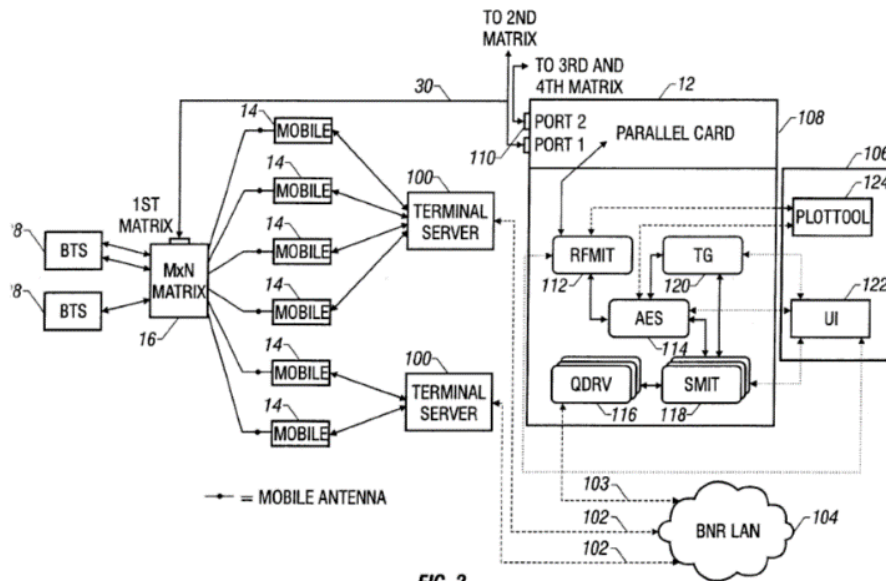 TO 2ND
MATRIX
TO 3RD AND
4TH MATRIX
30
12
14
MOBILE
PORT 2
PORT 1
110
PARALLEL CARD
108
106
124
PLOTTOOL
1ST
MATRIX
14
MOBILE
100
TERMINAL
SERVER
8
BTS
MxN
MATRIX
14
MOBILE
RFMIT
112
TG
120
122
UI
8
BTS
16
14
MOBILE
AES
114
14
MOBILE
100
TERMINAL
SERVER
QDRV
116
SMIT
118
14
MOBILE
= MOBILE ANTENNA
103
102
102
BNR LAN
104